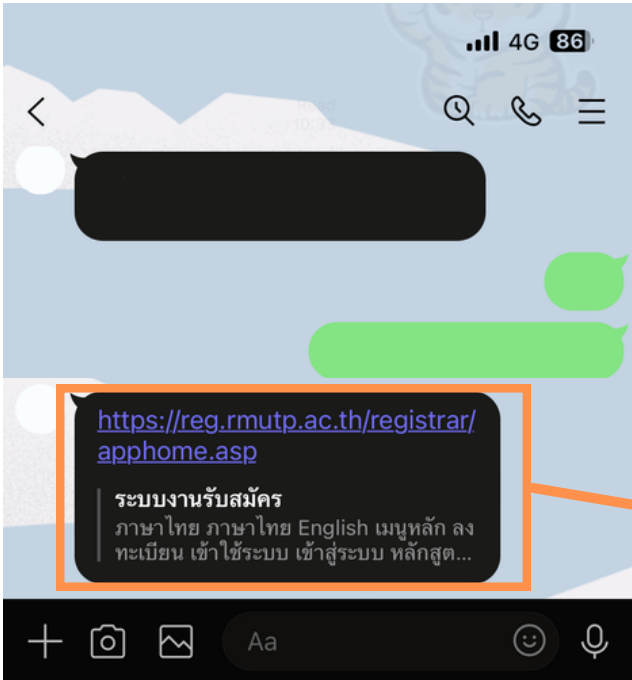 4G 86
Read
10:3
https://reg.rmutp.ac.th/registrar/
apphome.asp
ระบบงานรับสมัคร
ภาษาไทย ภาษาไทย English เมนูหลัก ลง
ทะเบียน เข้าใช้ระบบ เข้าสู่ระบบ หลักสูต...
Aa